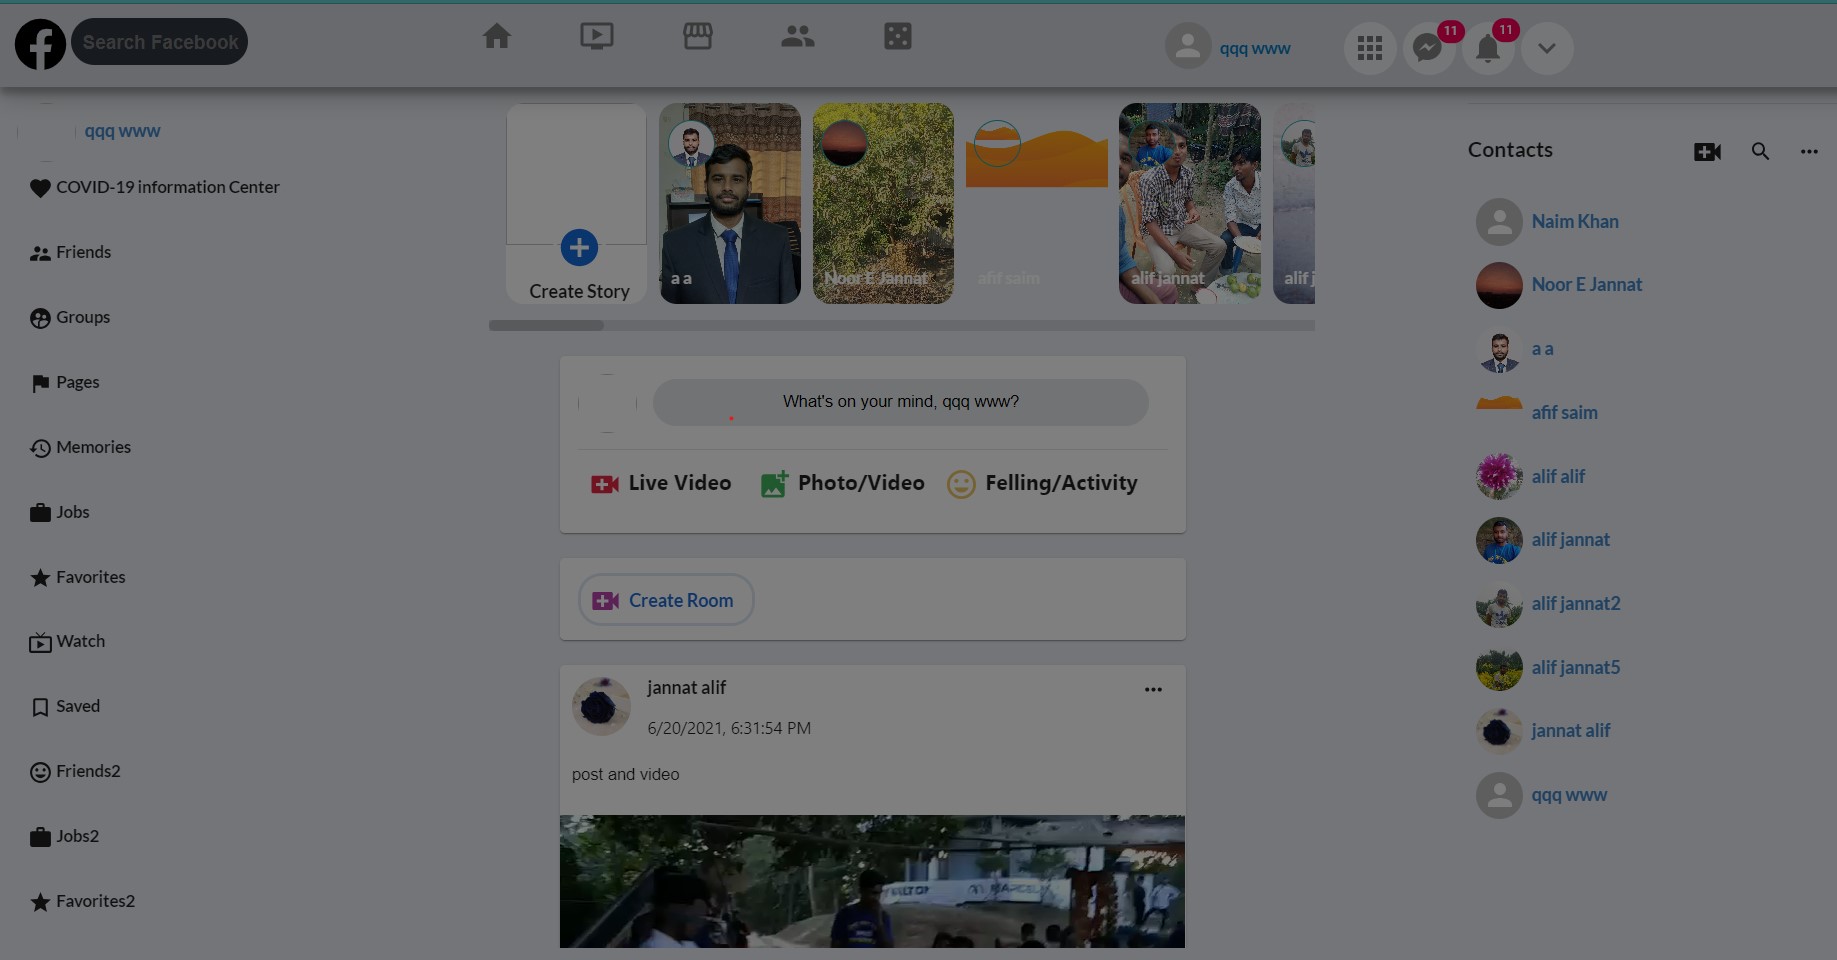 Search Facebook
qqq www
11
11
qqq www
COVID-19 information Center
Friends
Groups
Pages
Memories
Jobs
Favorites
Watch
Saved
Friends2
Jobs2
Favorites2
Create Story
a a
Noor E Jannat
afif saim
alif jannat
alif j
What's on your mind, qqq www?
Live Video
Photo/Video
Felling/Activity
Create Room
jannat alif
6/20/2021, 6:31:54 PM
post and video
MARCEL
Contacts
Naim Khan
Noor E Jannat
a a
afif saim
alif alif
alif jannat
alif jannat2
alif jannat5
jannat alif
qqq www